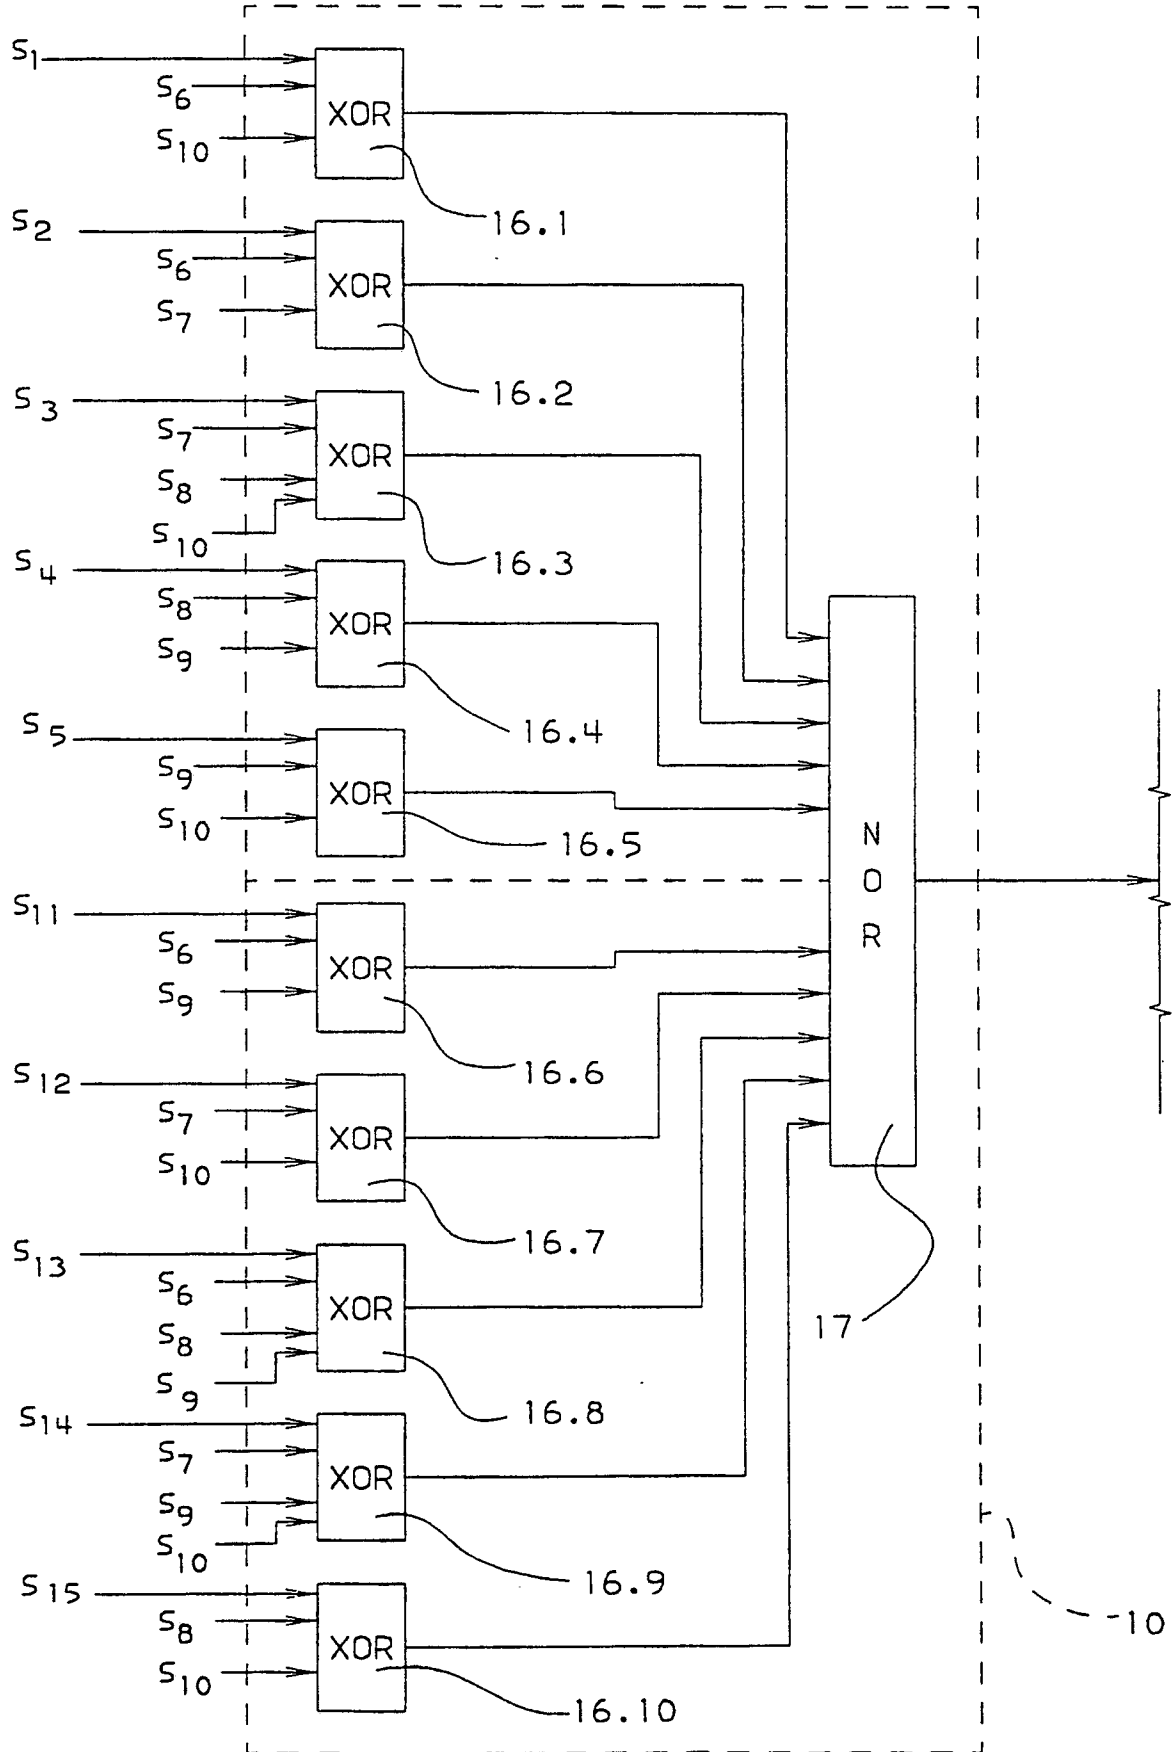 S1
S6
XOR
S10
16.1
S2
S6
XOR
S7
16.2
S3
S7
XOR
S8
S10
16.3
S4
S8
XOR
S9
16.4
S5
S9
XOR
S10
16.5
N
O
R
S11
S6
XOR
S9
16.6
S12
S7
XOR
S10
16.7
S13
S6
XOR
S8
S9
16.8
17
S14
S7
XOR
S9
S10
16.9
S15
S8
XOR
S10
16.10
10